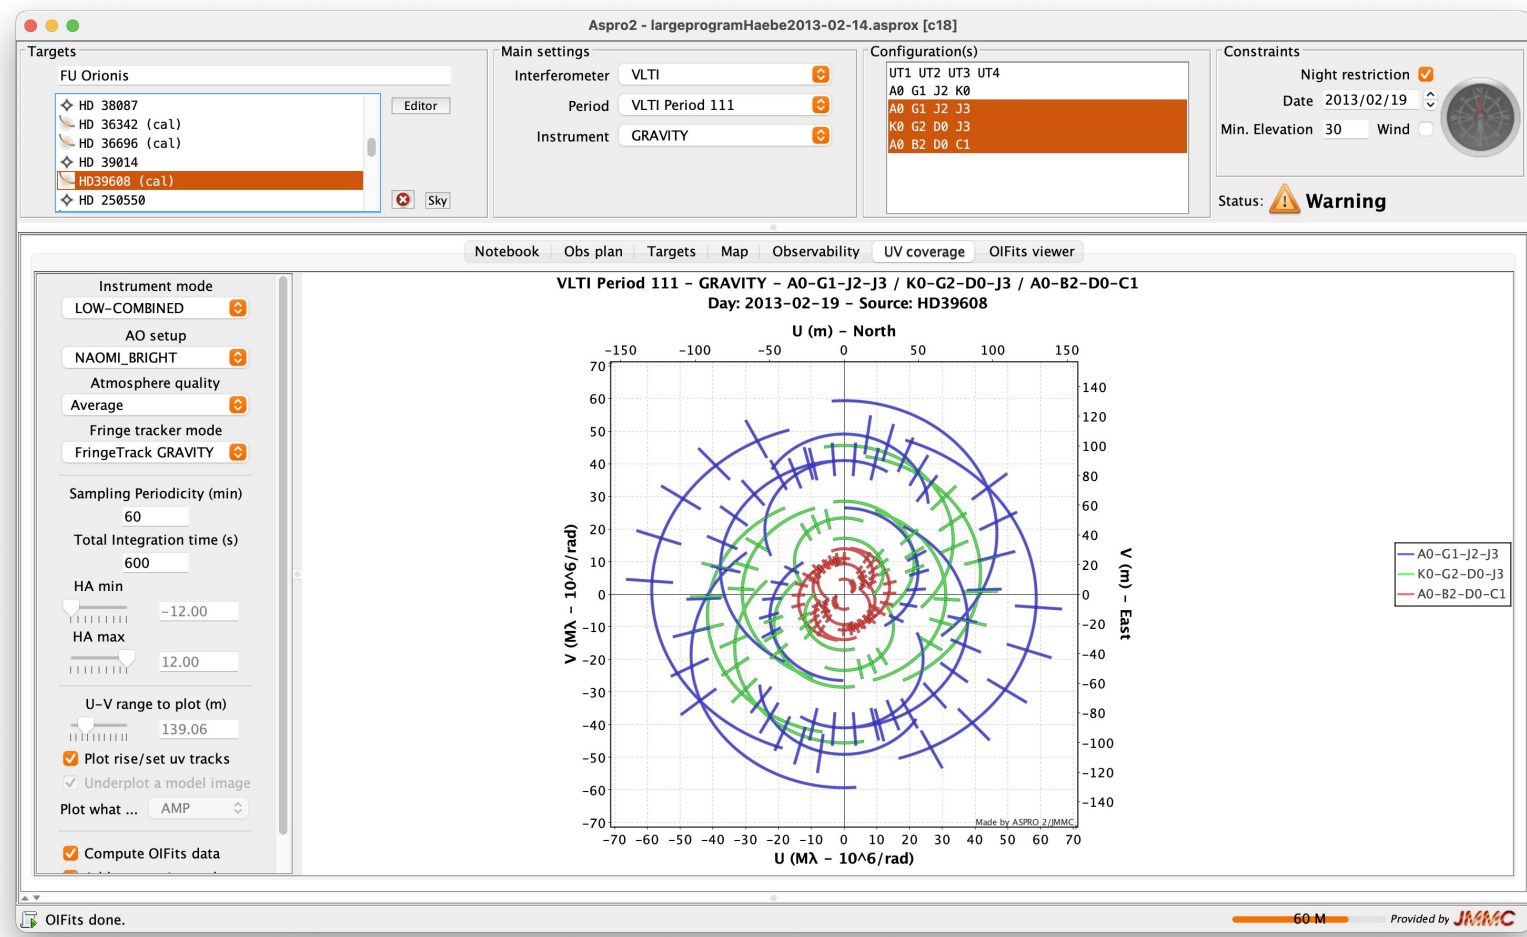 Aspro2 - largeprogramHaebe2013-02-14.asprox [c18]
Targets
FU Orionis
HD 38087
HD 36342 (cal)
HD 36696 (cal)
HD 39014
HD39608 (cal)
HD 250550
Editor
Sky
Main settings
Interferometer VLTI
Period VLTI Period 111
Instrument GRAVITY
Configuration(s)
UT1 UT2 UT3 UT4
A0 G1 J2 K0
A0 G1 J2 J3
K0 G2 D0 J3
A0 B2 D0 C1
Constraints
Night restriction
Date 2013/02/19
Min. Elevation 30 Wind
Status: Warning
Notebook Obs plan Targets Map Observability UV coverage OIFits viewer
Instrument mode
LOW-COMBINED
AO setup
NAOMI_BRIGHT
Atmosphere quality
Average
Fringe tracker mode
FringeTrack GRAVITY
Sampling Periodicity (min)
60
Total Integration time (s)
600
HA min
-12.00
HA max
12.00
U-V range to plot (m)
139.06
Plot rise/set uv tracks
Underplot a model image
Plot what ... AMP
Compute OIFits data
VLTI Period 111 - GRAVITY - A0-G1-J2-J3 / K0-G2-D0-J3 / A0-B2-D0-C1
Day: 2013-02-19 - Source: HD39608
U (m) - North
-150 -100 -50 0 50 100 150
70
60
50
40
30
20
10
0
-10
-20
-30
-40
-50
-60
-70
V (Mλ - 10^6/rad)
140
120
100
80
60
40
20
0
-20
-40
-60
-80
-100
-120
-140
V (m) - East
Made by ASPRO 2/JMMC
-70 -60 -50 -40 -30 -20 -10 0 10 20 30 40 50 60 70
U (Mλ - 10^6/rad)
A0-G1-J2-J3
K0-G2-D0-J3
A0-B2-D0-C1
OIFits done.
60 M
Provided by JMMC